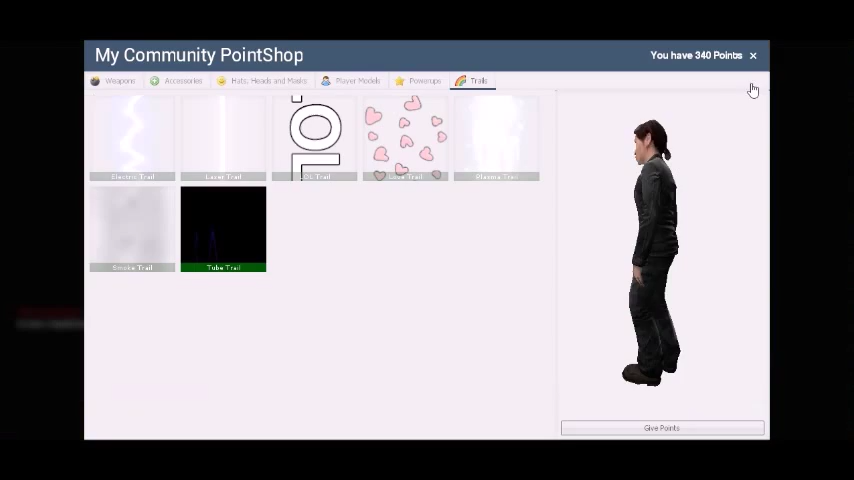 My Community PointShop
You have 340 Points ×
Weapons Accessories Hats, Heads and Masks Player Models Powerups Trails
Electric Trail Laser Trail LOL Trail Love Trail Plasma Trail
Smoke Trail Tube Trail
Give Points